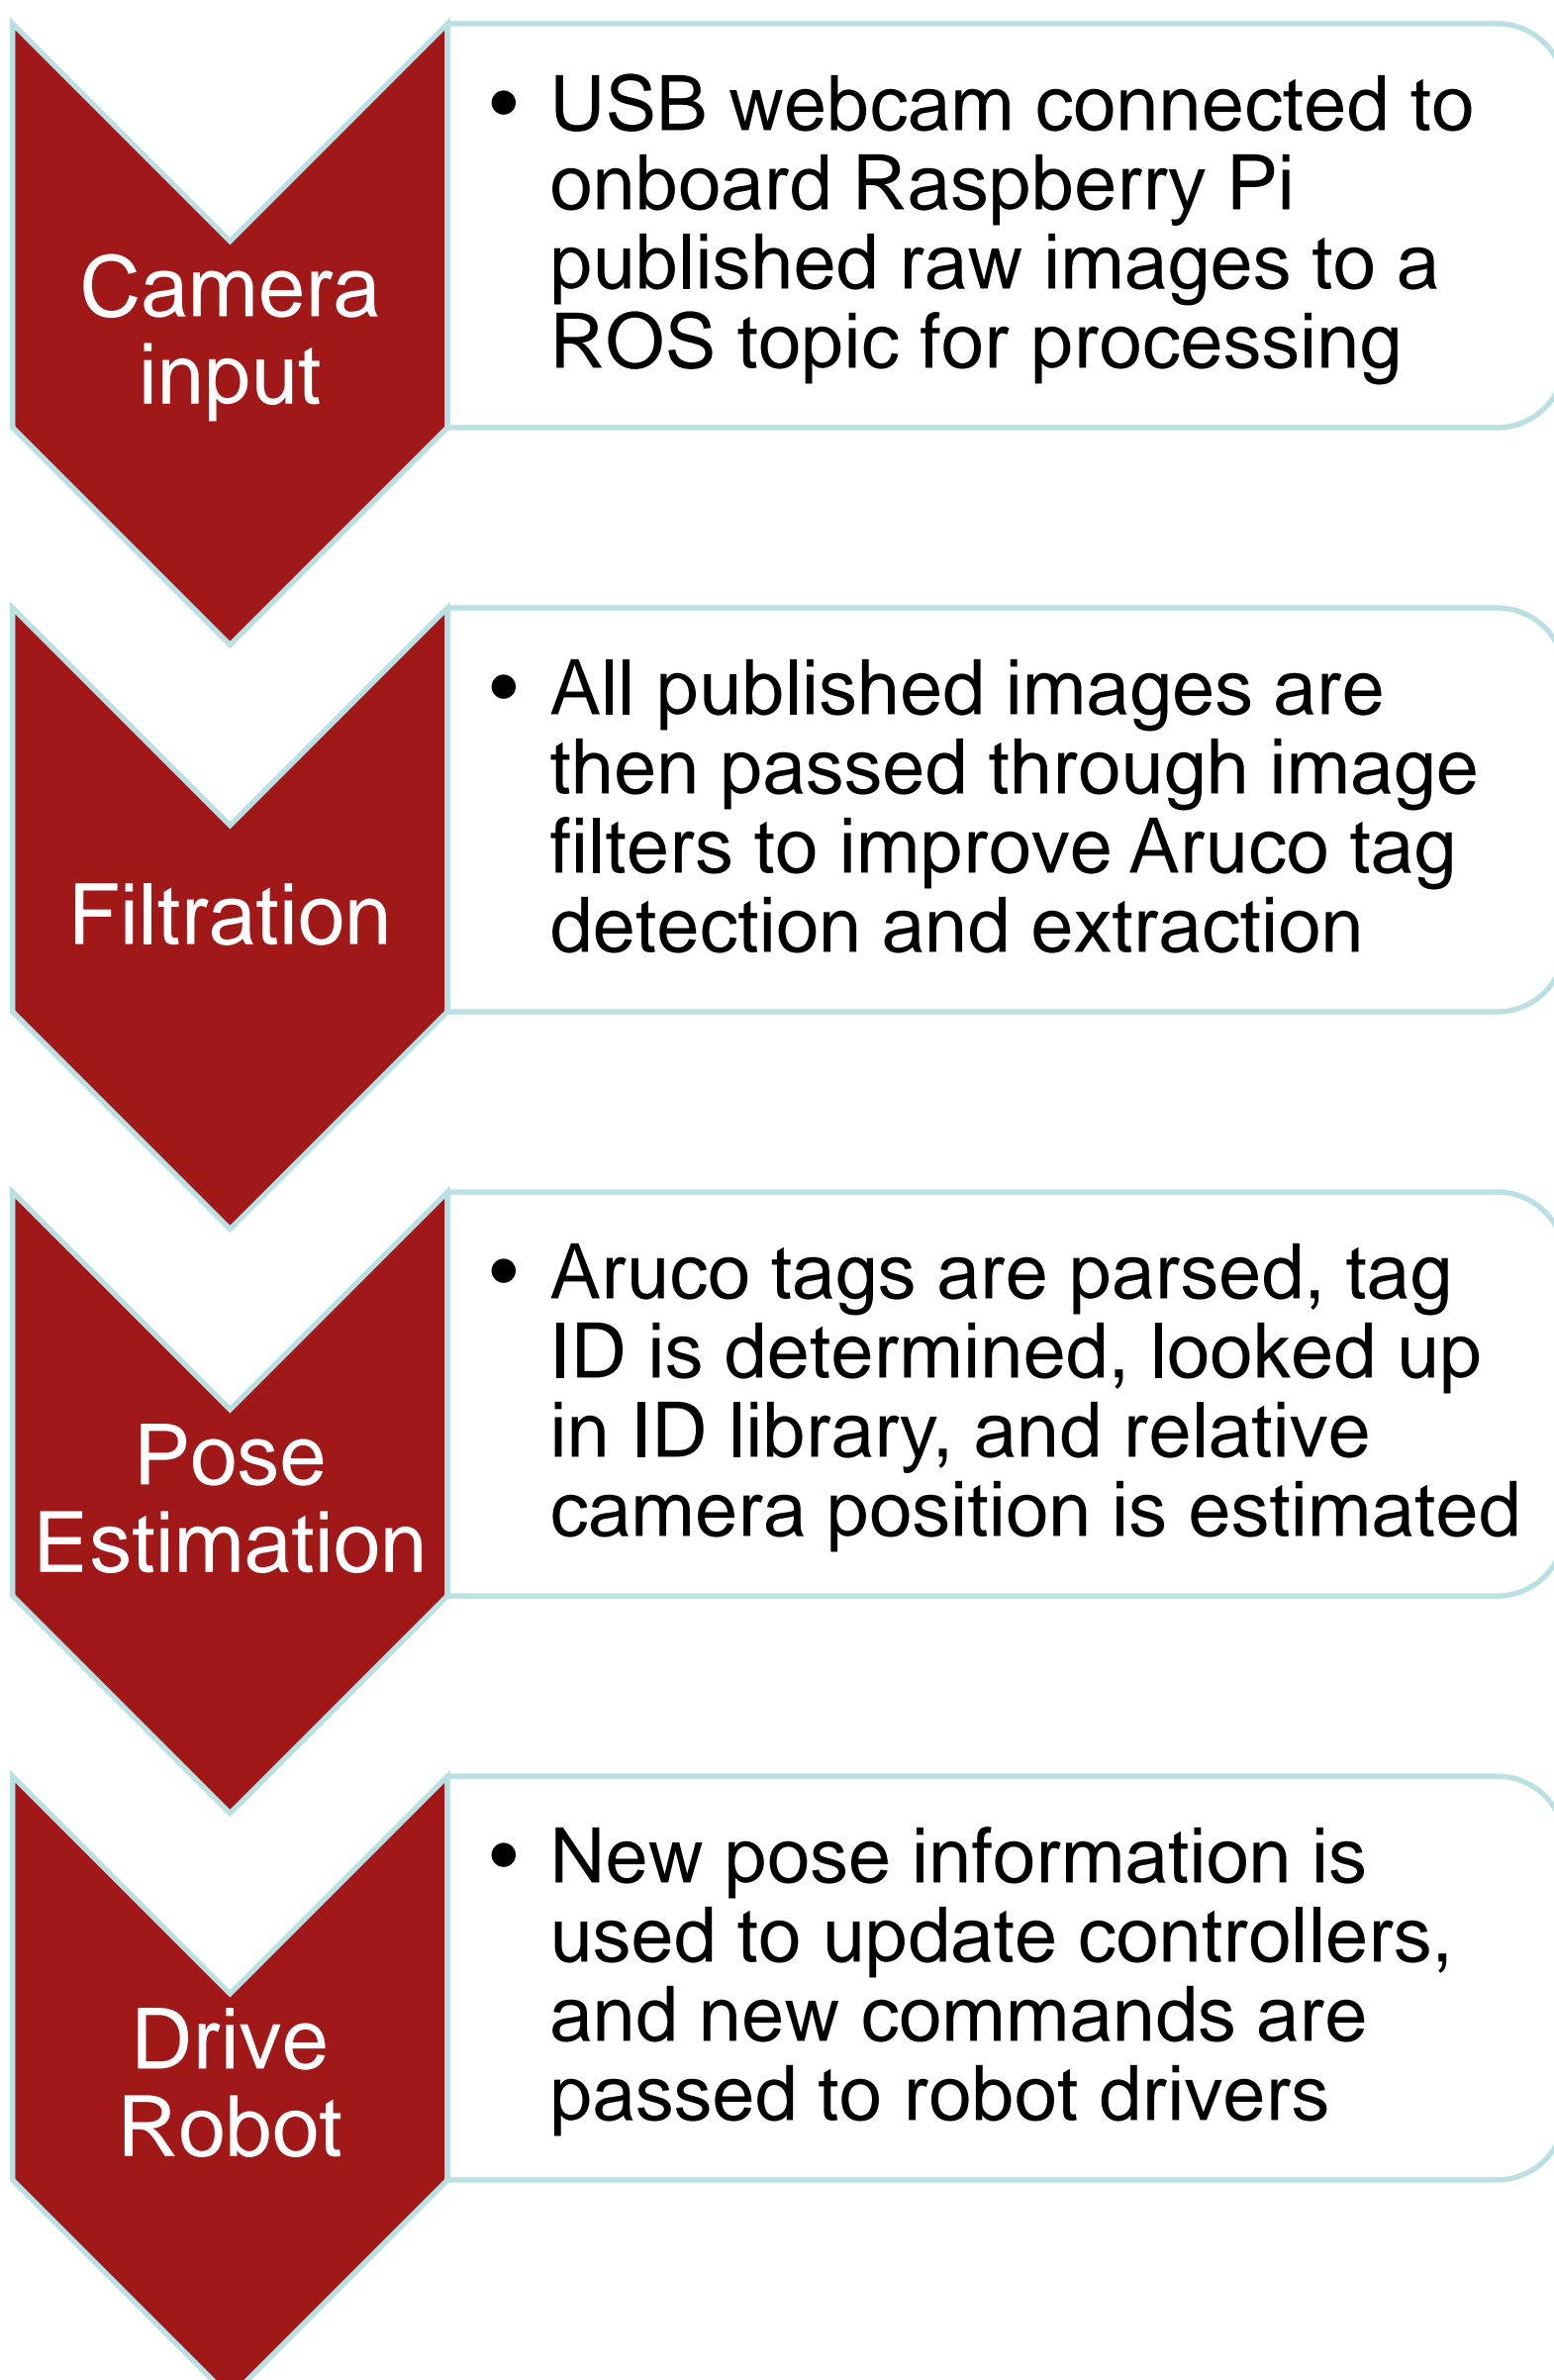 Camera
input
• USB webcam connected to
onboard Raspberry Pi
published raw images to a
ROS topic for processing
Filtration
• All published images are
then passed through image
filters to improve Aruco tag
detection and extraction
Pose
Estimation
• Aruco tags are parsed, tag
ID is determined, looked up
in ID library, and relative
camera position is estimated
Drive
Robot
• New pose information is
used to update controllers,
and new commands are
passed to robot drivers